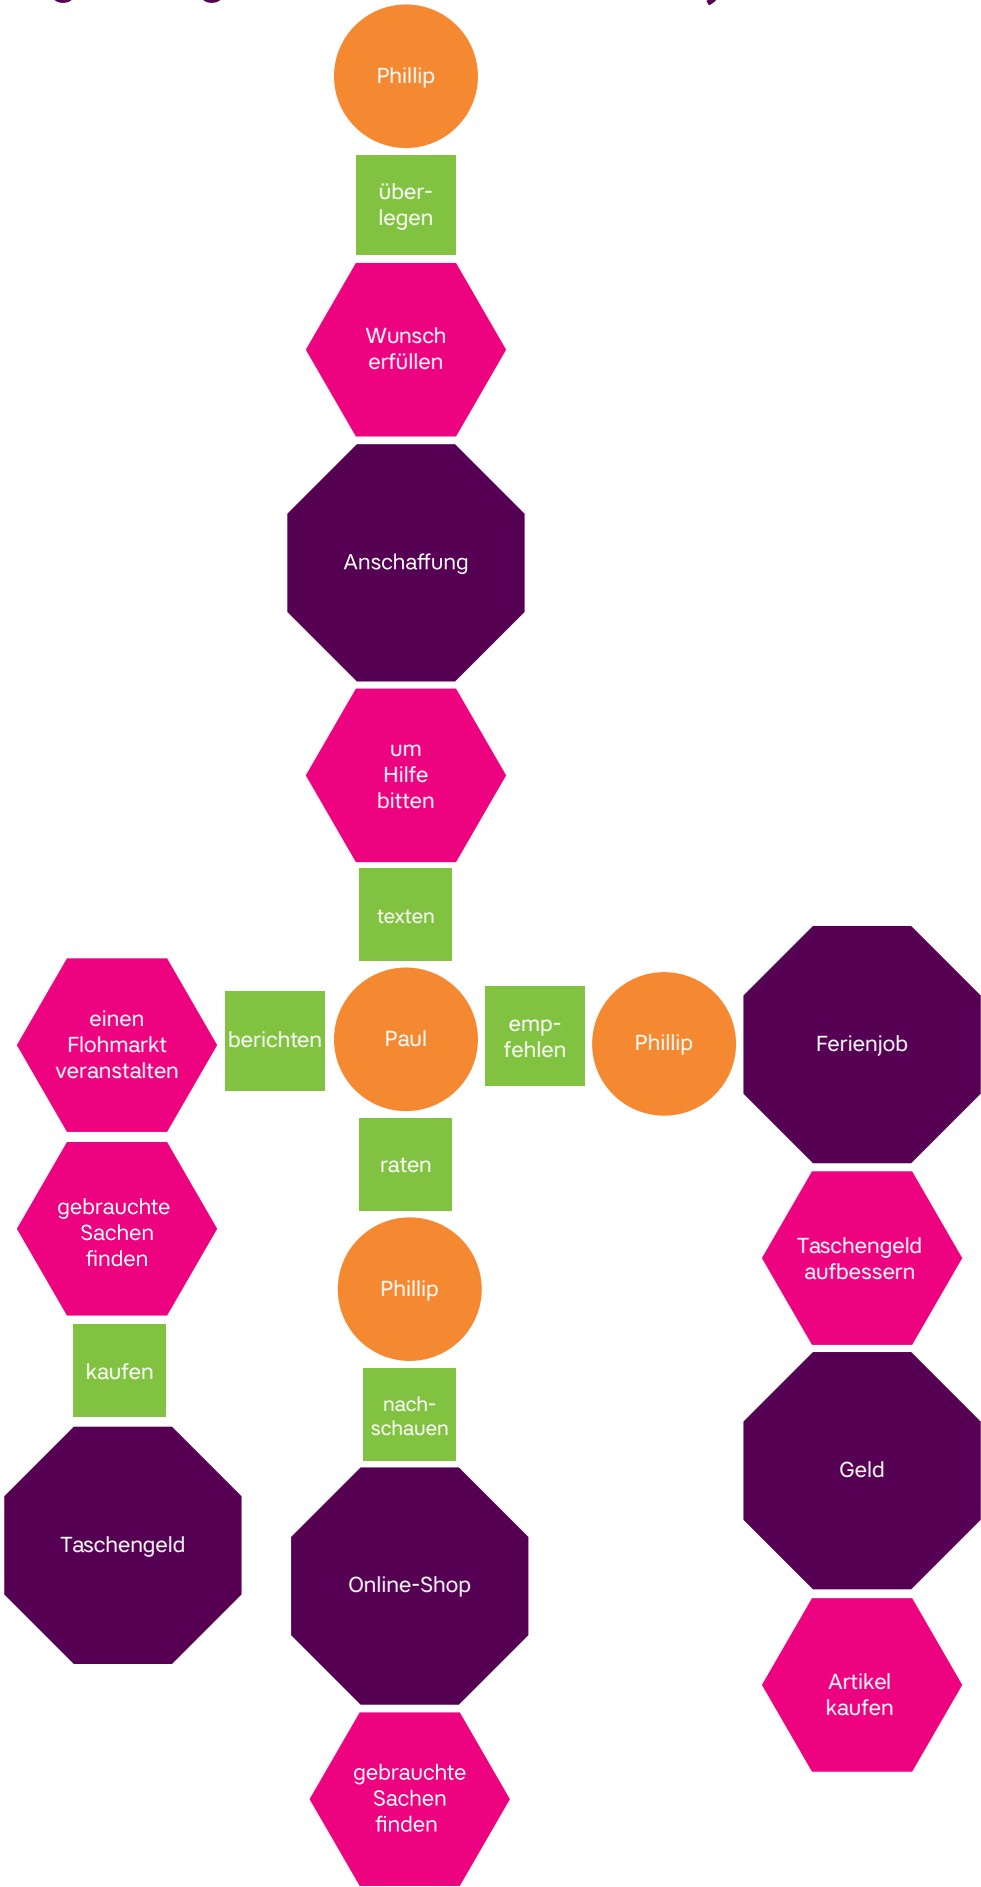 Phillip
über-
legen
Wunsch
erfüllen
Anschaffung
um
Hilfe
bitten
texten
einen
Flohmarkt
veranstalten
berichten
Paul
emp-
fehlen
Phillip
Ferienjob
raten
gebrauchte
Sachen
finden
Phillip
Taschengeld
aufbessern
kaufen
nach-
schauen
Geld
Taschengeld
Online-Shop
Artikel
kaufen
gebrauchte
Sachen
finden